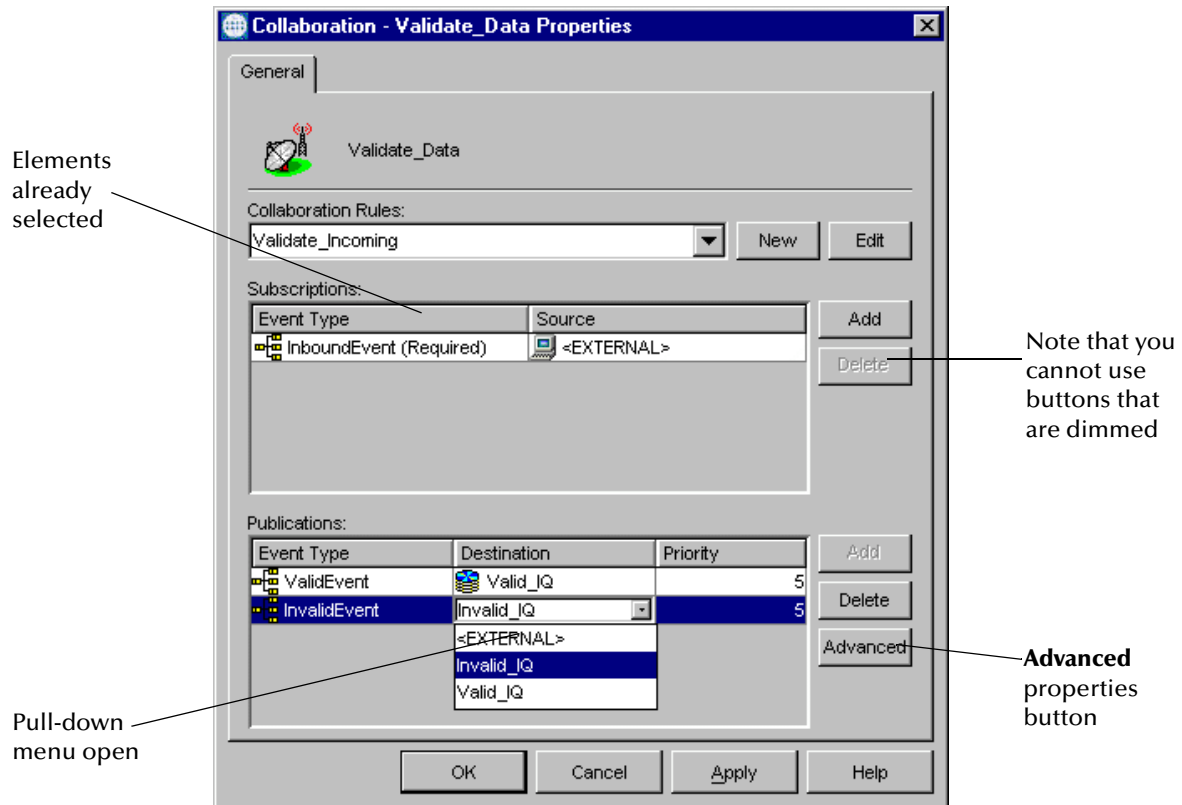 Collaboration - Validate_Data Properties
General
Validate_Data
Elements
already
selected
Collaboration Rules:
Validate_Incoming
New
Edit
Subscriptions:
Event Type
Source
Add
InboundEvent (Required)
<EXTERNAL>
Delete
Note that you
cannot use
buttons that
are dimmed
Publications:
Event Type
Destination
Priority
Add
ValidEvent
Valid_IQ
5
InvalidEvent
Invalid_IQ
5
Delete
<EXTERNAL>
Invalid_IQ
Valid_IQ
Advanced
Advanced
properties
button
Pull-down
menu open
OK
Cancel
Apply
Help